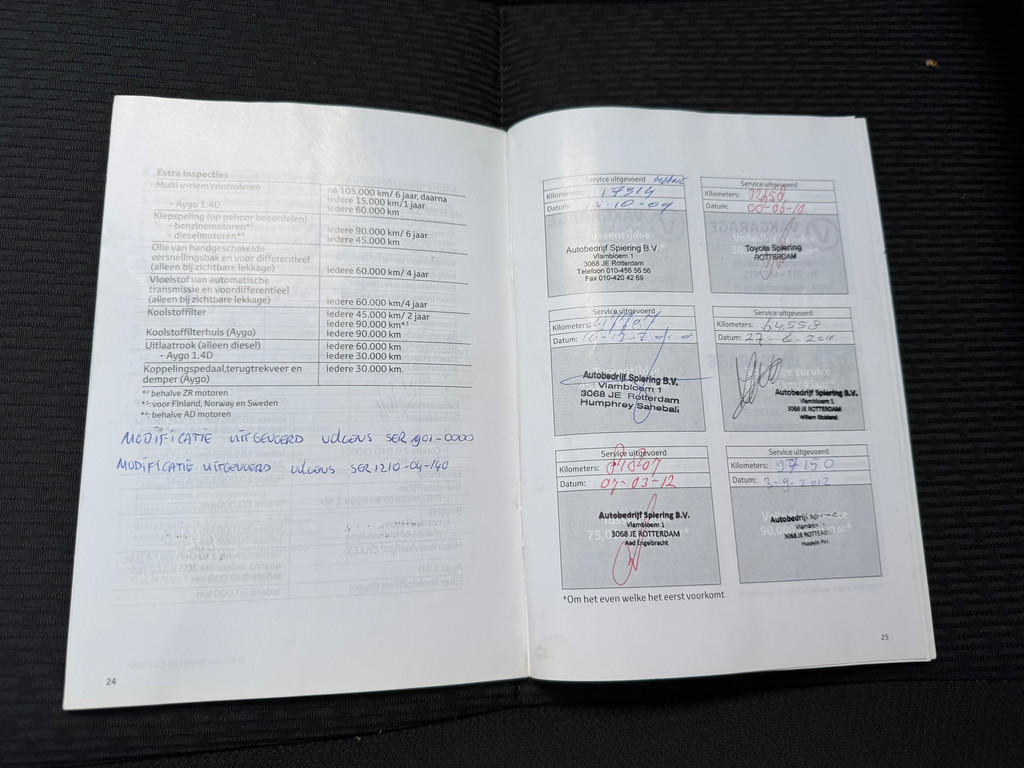 Extra inspecties
Multi v-riem controleren
na 105.000 km/ 6 jaar, daarna
iedere 15.000 km/1 jaar
- Aygo 1.4D
iedere 60.000 km
Klepspeling (op gehoor beoordelen)
- benzinemotoren*²
iedere 90.000 km/ 6 jaar
- dieselmotoren*⁴
iedere 45.000 km
Olie van handgeschakelde
versnellingsbak en voor differentieel
(alleen bij zichtbare lekkage)
iedere 60.000 km/ 4 jaar
Vloeistof van automatische
transmissie en voordifferentieel
(alleen bij zichtbare lekkage)
iedere 60.000 km/4 jaar
Koolstoffilter
iedere 45.000 km/ 2 jaar
iedere 90.000 km*³
Koolstoffilterhuis (Aygo)
iedere 90.000 km
Uitlaatrook (alleen diesel)
iedere 60.000 km
- Aygo 1.4D
iedere 30.000 km
Koppelingspedaal,terugtrekveer en
demper (Aygo)
iedere 30.000 km.
*² behalve ZR motoren
*³: voor Finland, Norway en Sweden
*⁴: behalve AD motoren
MODIFICATIE UITGEVOERD VOLGENS SER 1901-0000
MODIFICATIE UITGEVOERD VOLGENS SER 1210-04-140
24
Service uitgevoerd
Kilometers: 17314
Datum: 13-10-09
Autobedrijf Spiering B.V.
Vlambloem 1
3068 JE Rotterdam
Telefoon 010-456 56 56
Fax 010-420 42 69
Service uitgevoerd
Kilometers:
Datum:
Toyota Spiering
ROTTERDAM
Service uitgevoerd
Kilometers:
Datum:
Autobedrijf Spiering B.V.
Vlambloem 1
3068 JE Rotterdam
Humphrey Sahebali
Service uitgevoerd
Kilometers: 64558
Datum: 27-6-2011
Autobedrijf Spiering B.V.
Vlambloem 1
3068 JE ROTTERDAM
Willem
Service uitgevoerd
Kilometers:
Datum: 07-03-12
Autobedrijf Spiering B.V.
Vlambloem 1
3068 JE ROTTERDAM
Aad Engelbracht
Service uitgevoerd
Kilometers: 97150
Datum: 3-9-2012
Autobedrijf
3068 JE
*Om het even welke het eerst voorkomt
25